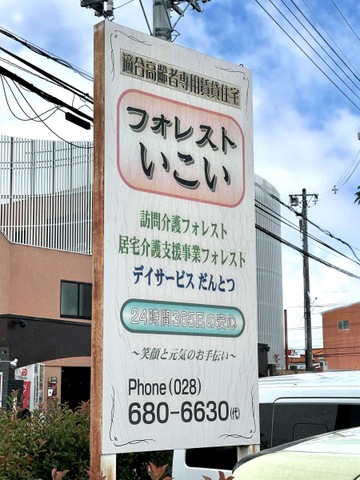 適合高齢者専用賃貸住宅
フォレスト
いこい
訪問介護フォレスト
居宅介護支援事業フォレスト
デイサービス だんとつ
24時間365日の安心
～笑顔と元気のお手伝い～
Phone (028)
680-6630(代)